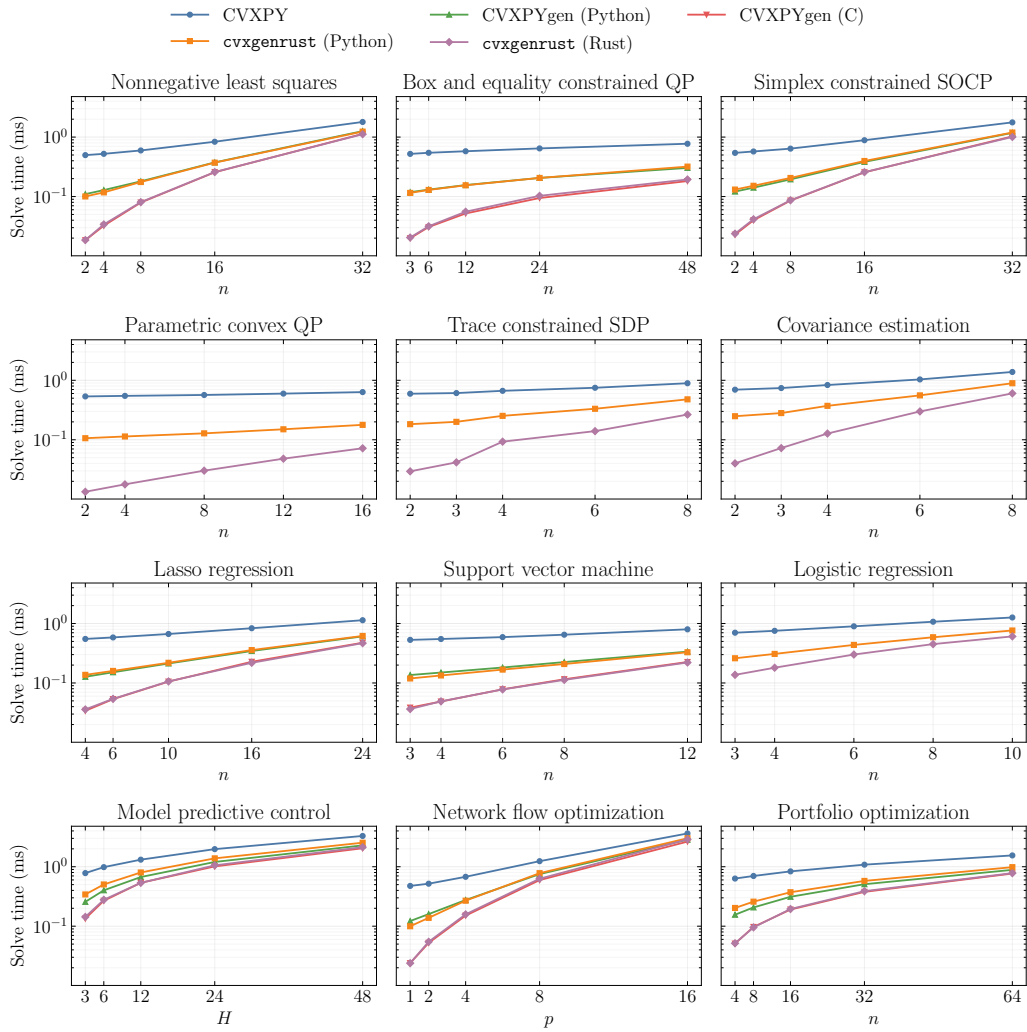 CVXPY
CVXPYgen (Python)
CVXPYgen (C)
cvxgenrust (Python)
cvxgenrust (Rust)
Nonnegative least squares
Box and equality constrained QP
Simplex constrained SOCP
Solve time (ms)
10^0
10^-1
2 4 8 16 32
3 6 12 24 48
2 4 8 16 32
n
n
n
Parametric convex QP
Trace constrained SDP
Covariance estimation
Solve time (ms)
10^0
10^-1
2 4 8 12 16
2 3 4 6 8
2 3 4 6 8
n
n
n
Lasso regression
Support vector machine
Logistic regression
Solve time (ms)
10^0
10^-1
4 6 10 16 24
3 4 6 8 12
3 4 6 8 10
n
n
n
Model predictive control
Network flow optimization
Portfolio optimization
Solve time (ms)
10^0
10^-1
3 6 12 24 48
1 2 4 8 16
4 8 16 32 64
H
p
n